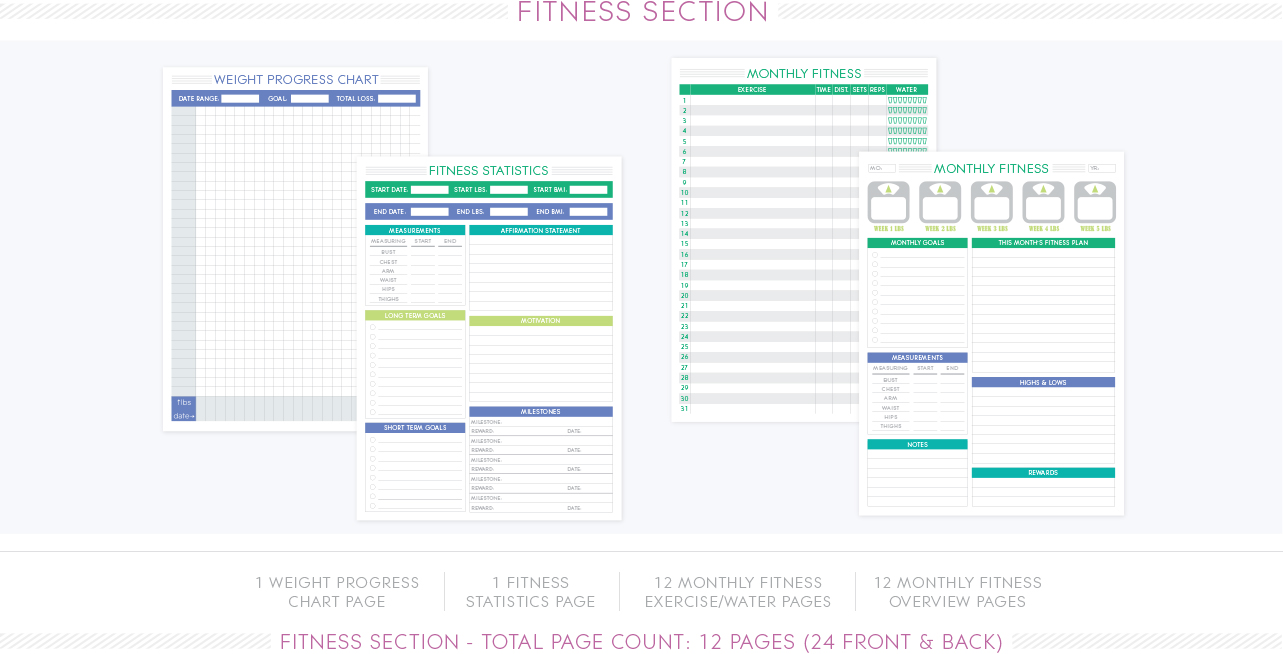 FITNESS SECTION
WEIGHT PROGRESS CHART
DATE RANGE: GOAL: TOTAL LOSS:
↑lbs
date→
FITNESS STATISTICS
START DATE: START LBS: START BMI:
END DATE: END LBS: END BMI:
MEASUREMENTS
MEASURING START END
BUST
CHEST
ARM
WAIST
HIPS
THIGHS
LONG TERM GOALS
SHORT TERM GOALS
AFFIRMATION STATEMENT
MOTIVATION
MILESTONES
MILESTONE:
REWARD: DATE:
MILESTONE:
REWARD: DATE:
MILESTONE:
REWARD: DATE:
MILESTONE:
REWARD: DATE:
MILESTONE:
REWARD: DATE:
MONTHLY FITNESS
EXERCISE TIME DIST. SETS REPS WATER
1
2
3
4
5
6
7
8
9
10
11
12
13
14
15
16
17
18
19
20
21
22
23
24
25
26
27
28
29
30
31
MO: MONTHLY FITNESS YR:
WEEK 1 LBS WEEK 2 LBS WEEK 3 LBS WEEK 4 LBS WEEK 5 LBS
MONTHLY GOALS
MEASUREMENTS
MEASURING START END
BUST
CHEST
ARM
WAIST
HIPS
THIGHS
NOTES
THIS MONTH'S FITNESS PLAN
HIGHS & LOWS
REWARDS
1 WEIGHT PROGRESS
CHART PAGE
1 FITNESS
STATISTICS PAGE
12 MONTHLY FITNESS
EXERCISE/WATER PAGES
12 MONTHLY FITNESS
OVERVIEW PAGES
FITNESS SECTION - TOTAL PAGE COUNT: 12 PAGES (24 FRONT & BACK)